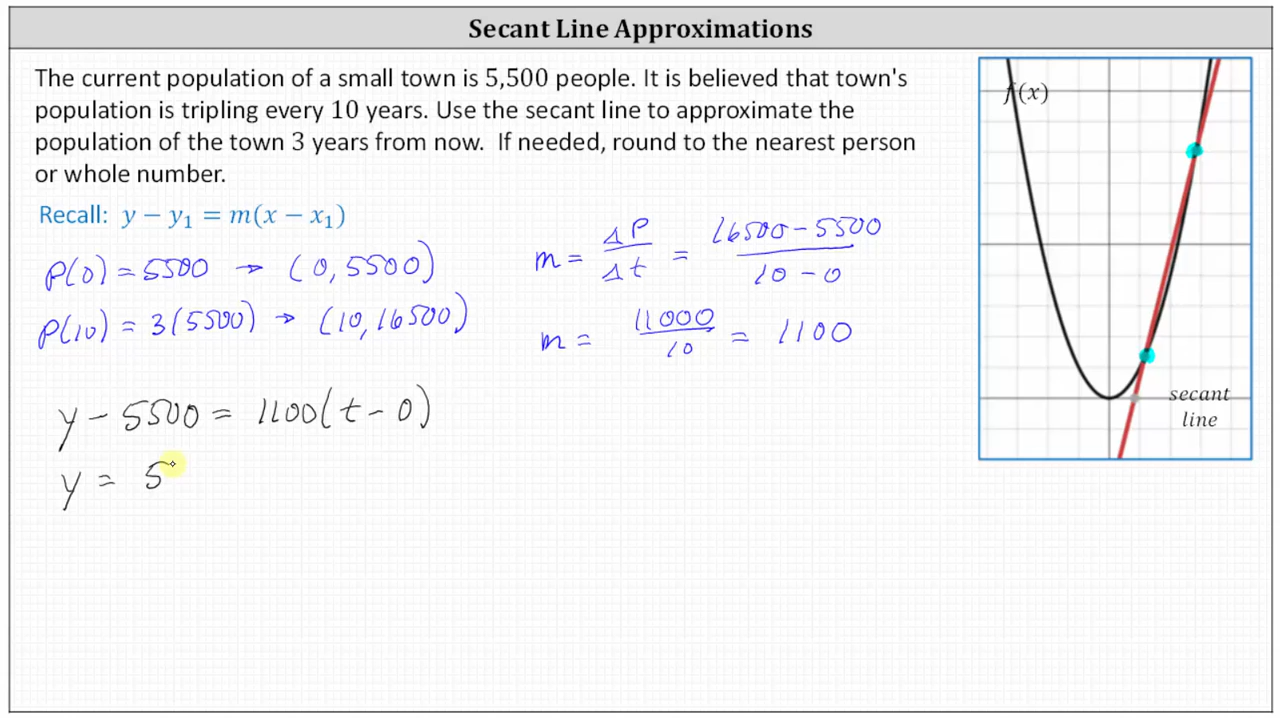 Secant Line Approximations
The current population of a small town is 5,500 people. It is believed that town's
population is tripling every 10 years. Use the secant line to approximate the
population of the town 3 years from now. If needed, round to the nearest person
or whole number.
Recall: y − y₁ = m(x − x₁)
P(0) = 5500 → (0, 5500)
P(10) = 3(5500) → (10, 16500)
m = ΔP/Δt = (16500 − 5500)/(10 − 0)
m = 11000/10 = 1100
y − 5500 = 1100(t − 0)
y = 5
f(x)
secant
line